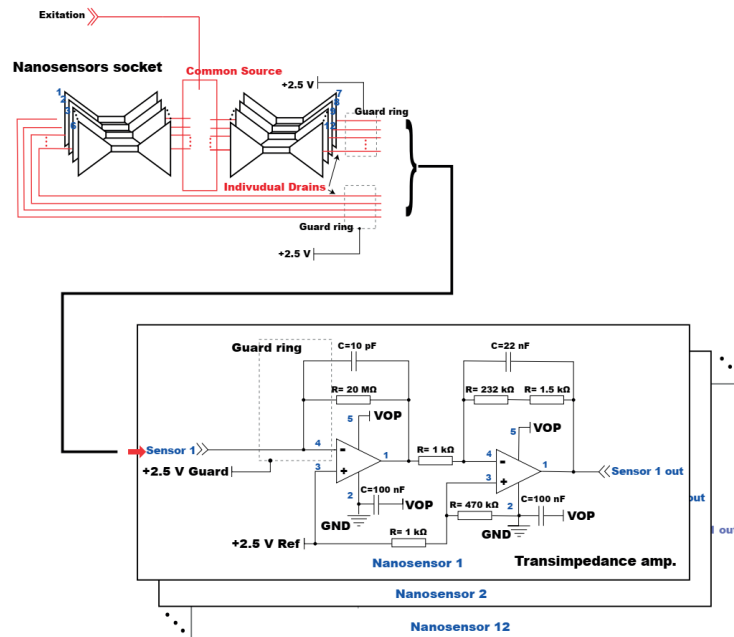 Exitation
Nanosensors socket
Common Source
+2.5 V
1
2
3
6
7
8
9
12
Guard ring
Indivudual Drains
Guard ring
+2.5 V
Guard ring
C=10 pF
C=22 nF
R= 20 MΩ
R= 232 kΩ
R= 1.5 kΩ
5
VOP
5
VOP
Sensor 1
4
1
R= 1 kΩ
4
1
Sensor 1 out
+2.5 V Guard
3
3
2
C=100 nF
VOP
R= 470 kΩ
2
C=100 nF
VOP
GND
GND
+2.5 V Ref
R= 1 kΩ
Transimpedance amp.
Nanosensor 1
out
1 out
Nanosensor 2
Nanosensor 12